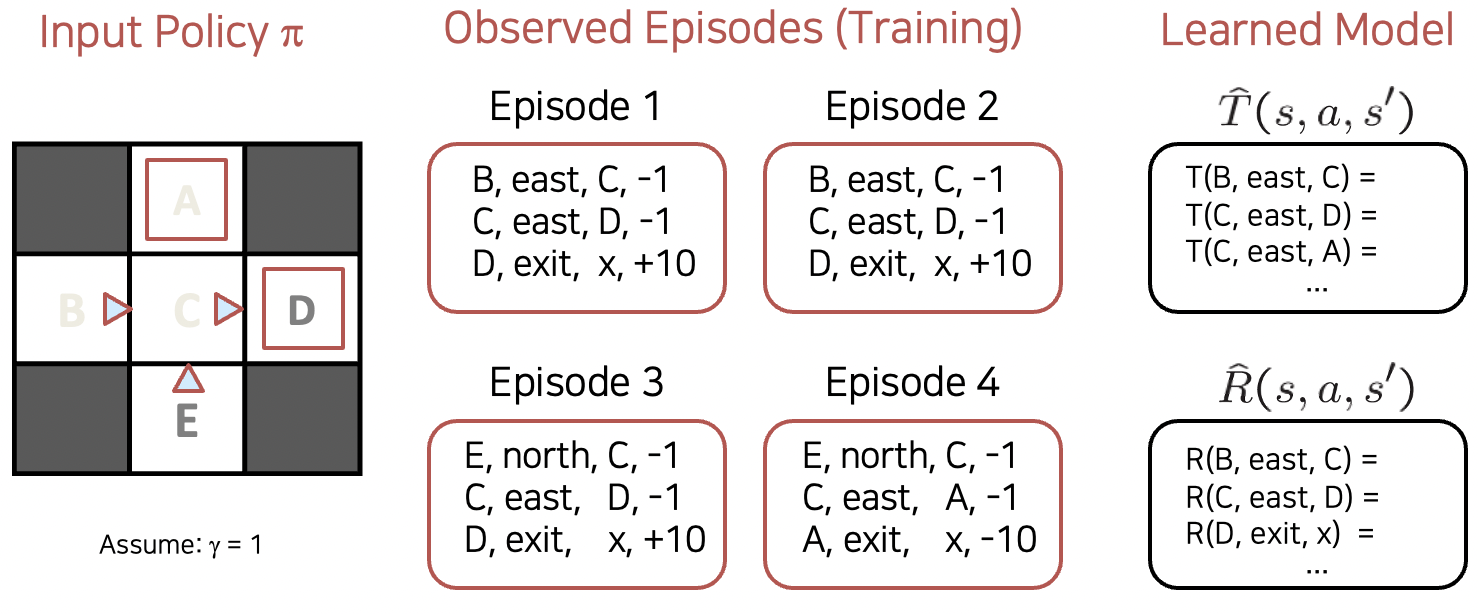 Input Policy π
A
B
C
D
E
Assume: γ = 1
Observed Episodes (Training)
Episode 1
B, east, C, -1
C, east, D, -1
D, exit, x, +10
Episode 2
B, east, C, -1
C, east, D, -1
D, exit, x, +10
Episode 3
E, north, C, -1
C, east, D, -1
D, exit, x, +10
Episode 4
E, north, C, -1
C, east, A, -1
A, exit, x, -10
Learned Model
T̂(s, a, s′)
T(B, east, C) =
T(C, east, D) =
T(C, east, A) =
...
R̂(s, a, s′)
R(B, east, C) =
R(C, east, D) =
R(D, exit, x) =
...